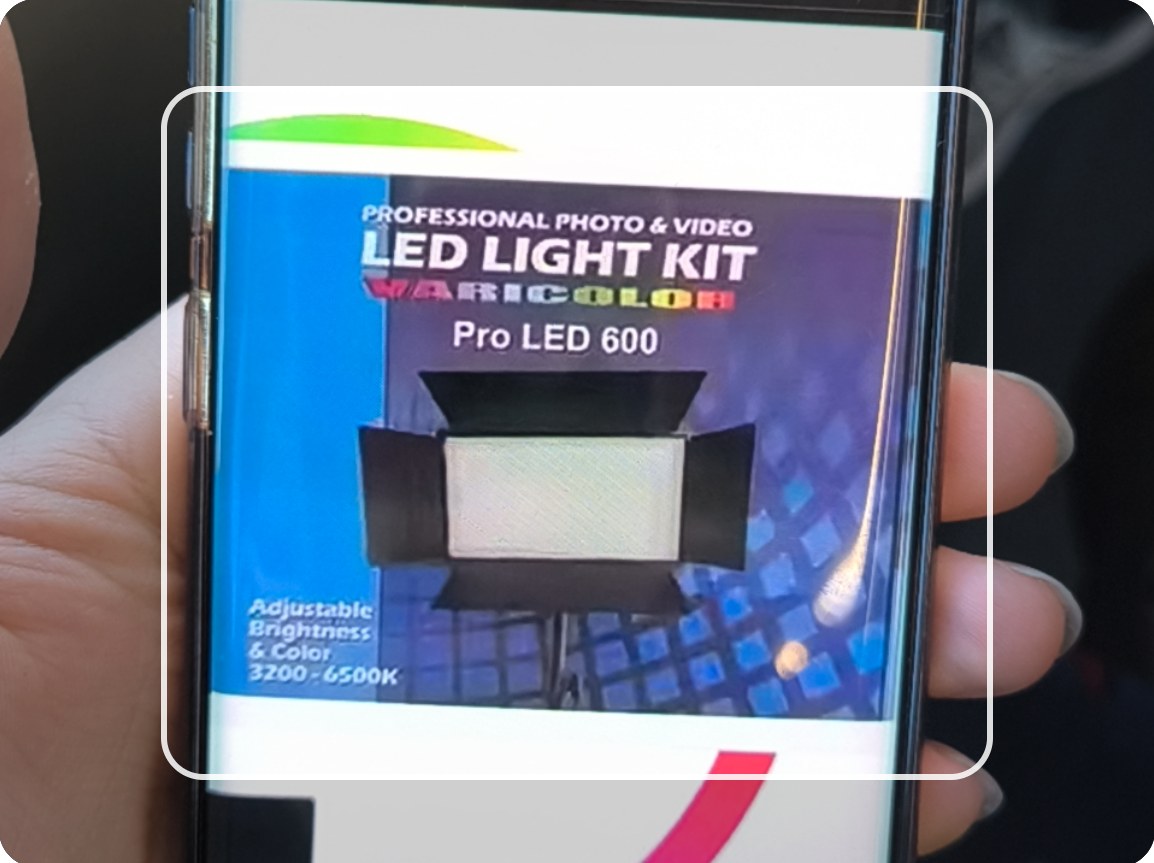 PROFESSIONAL PHOTO & VIDEO
LED LIGHT KIT
VARICOLOR
Pro LED 600
Adjustable
Brightness
& Color
3200-6500K